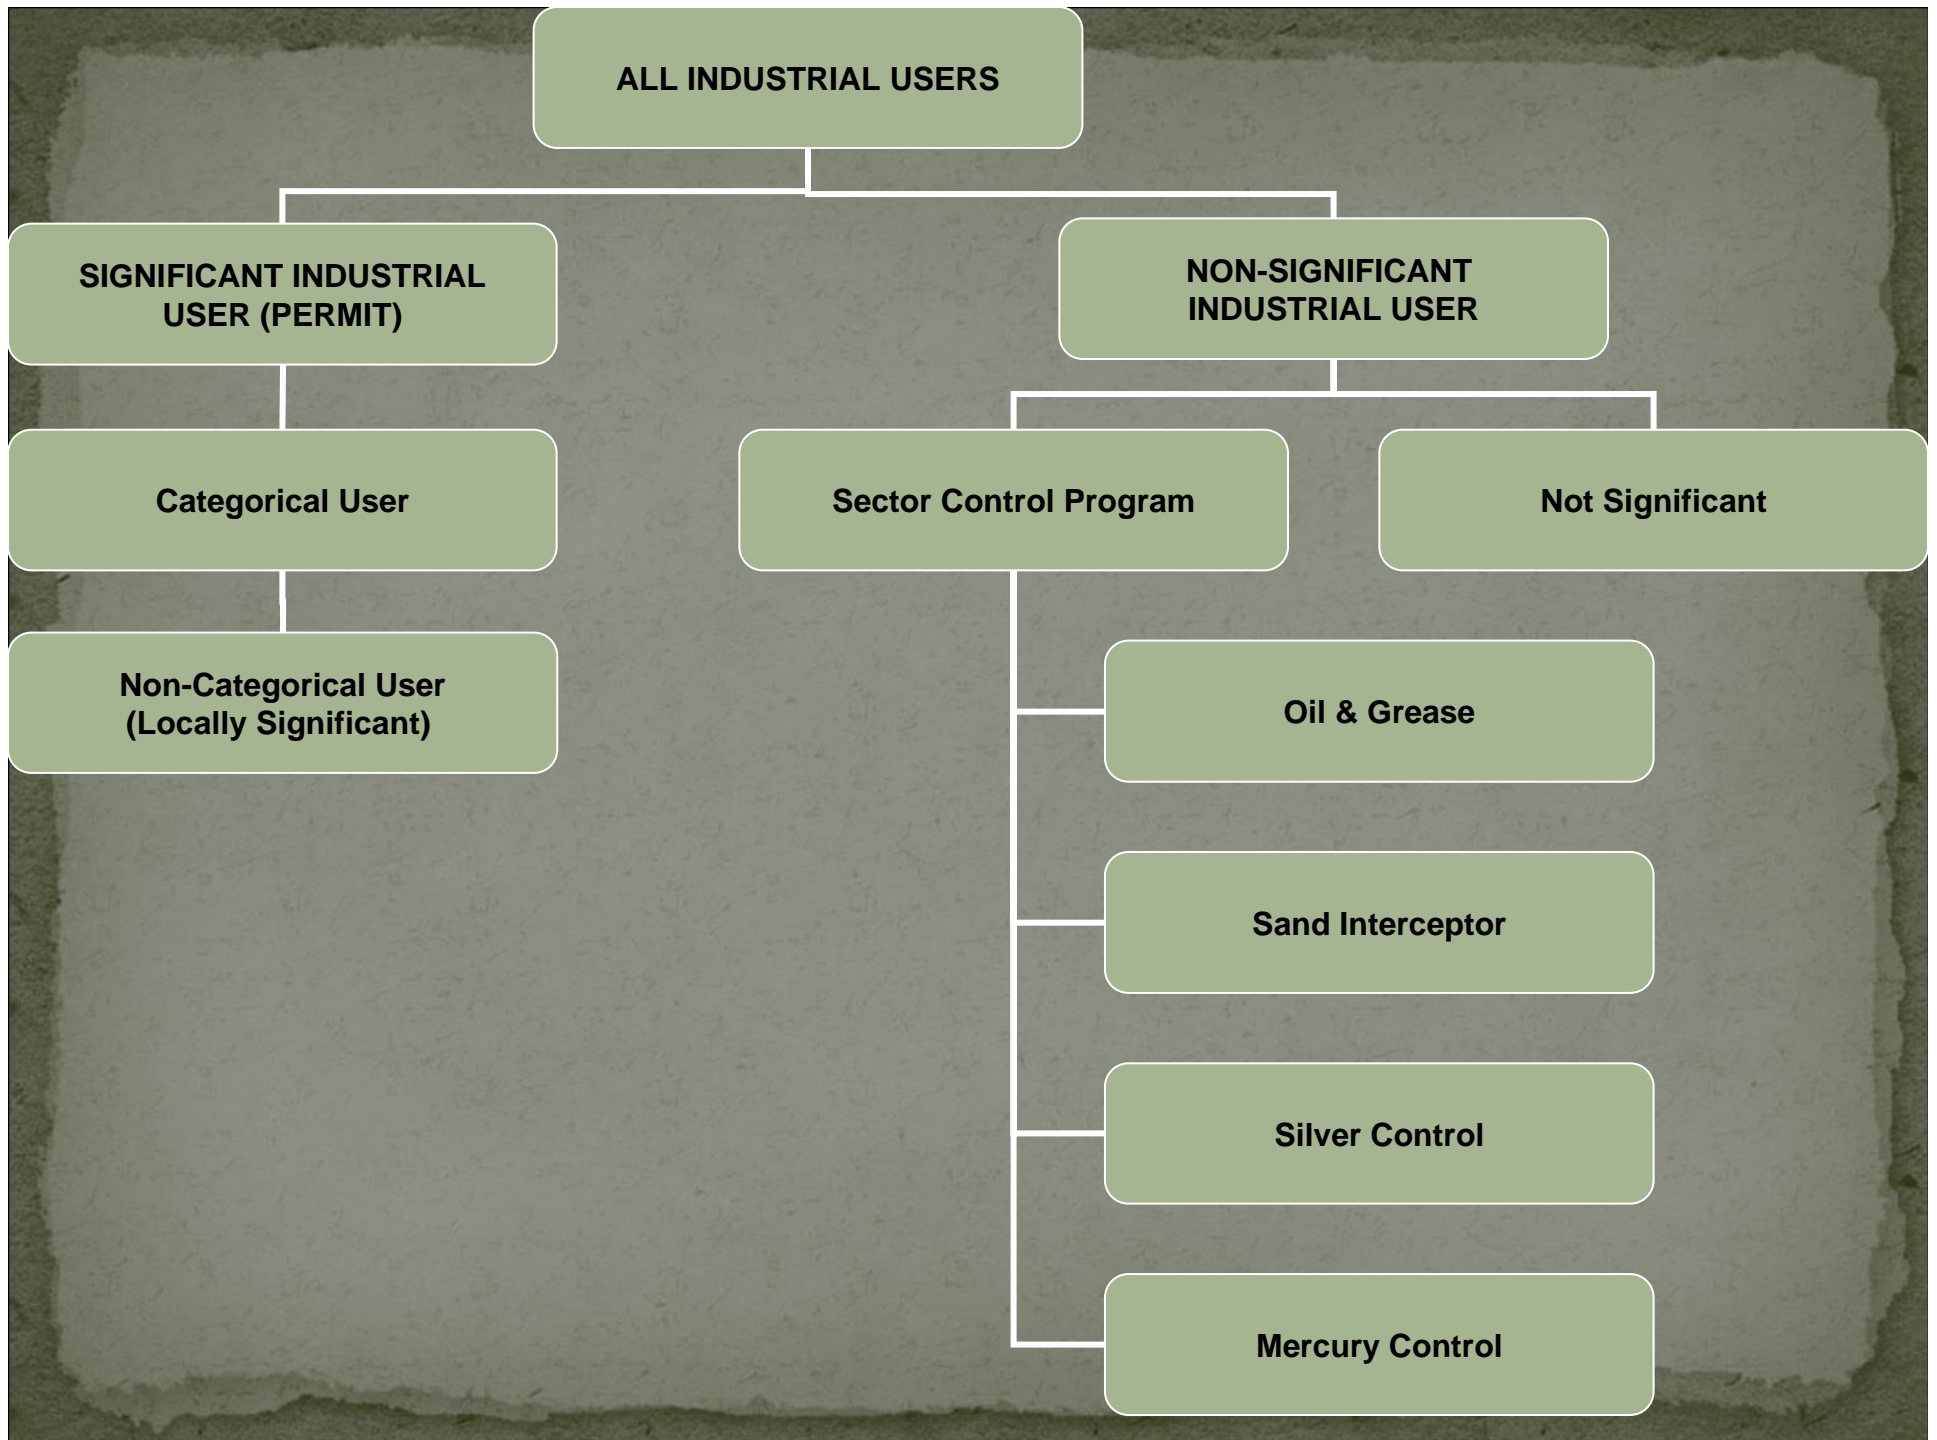 ALL INDUSTRIAL USERS
SIGNIFICANT INDUSTRIAL
USER (PERMIT)
NON-SIGNIFICANT
INDUSTRIAL USER
Categorical User
Sector Control Program
Not Significant
Non-Categorical User
(Locally Significant)
Oil & Grease
Sand Interceptor
Silver Control
Mercury Control